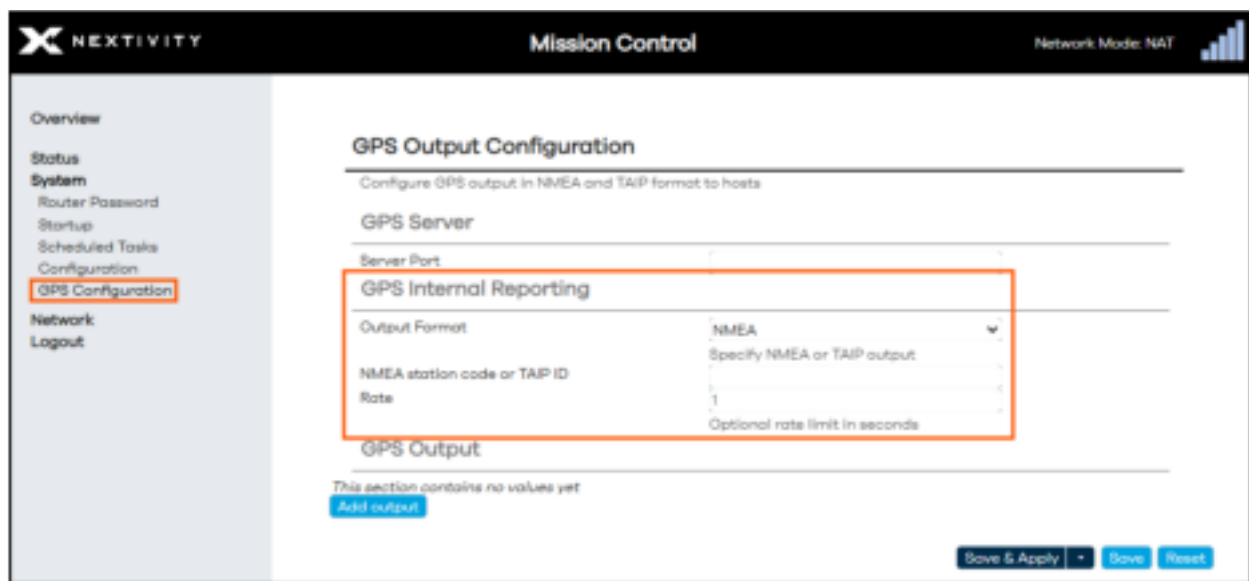 NEXTIVITY
Mission Control
Network Mode: NAT
Overview
Status
System
Router Password
Startup
Scheduled Tasks
Configuration
GPS Configuration
Network
Logout
GPS Output Configuration
Configure GPS output in NMEA and TAIP format to hosts
GPS Server
Server Port
GPS Internal Reporting
Output Format
NMEA
Specify NMEA or TAIP output
NMEA station code or TAIP ID
Rate
1
Optional rate limit in seconds
GPS Output
This section contains no values yet
Add output
Save & Apply
Save
Reset